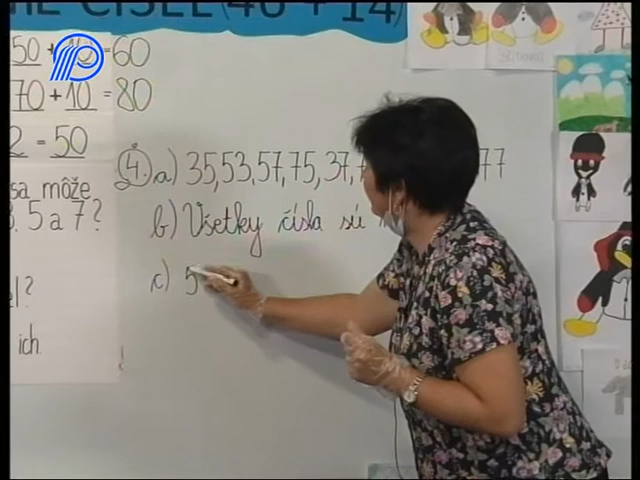 ČÍSEL (46 + 14)
50 + 10 = 60
70 + 10 = 80
2 = 50
sa môže
3, 5 a 7?
ich.
4. a) 35, 53, 57, 75, 37, 77
b) Všetky čísla sú
c) 5